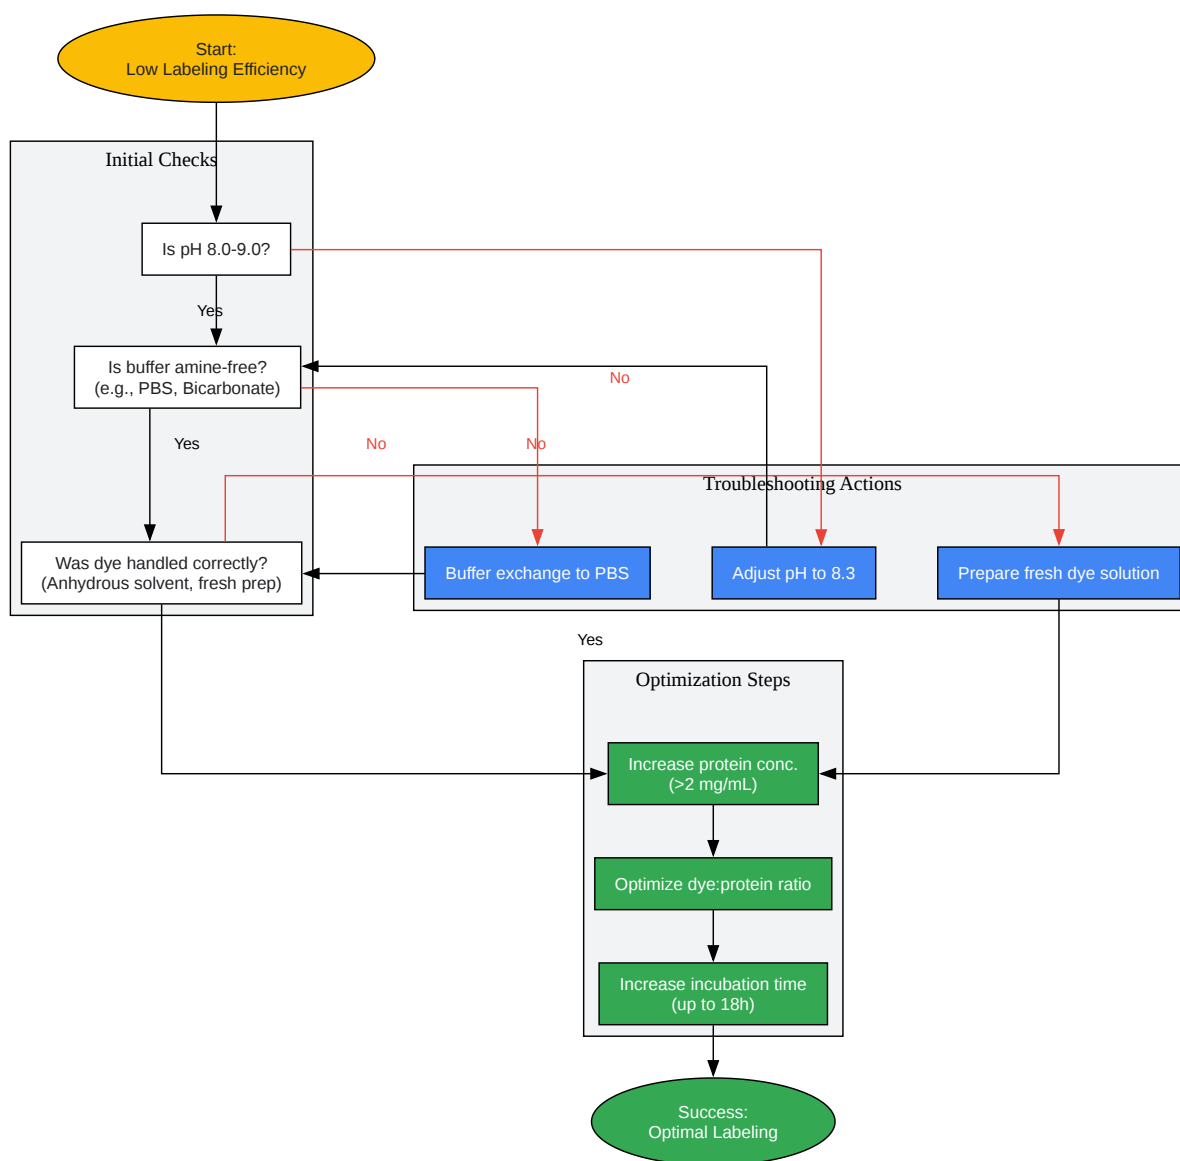 Start:
Low Labeling Efficiency
Initial Checks
Is pH 8.0-9.0?
Yes
Is buffer amine-free?
(e.g., PBS, Bicarbonate)
No
Yes
No
No
Troubleshooting Actions
Was dye handled correctly?
(Anhydrous solvent, fresh prep)
Buffer exchange to PBS
Adjust pH to 8.3
Prepare fresh dye solution
Yes
Optimization Steps
Increase protein conc.
(>2 mg/mL)
Optimize dye:protein ratio
Increase incubation time
(up to 18h)
Success:
Optimal Labeling